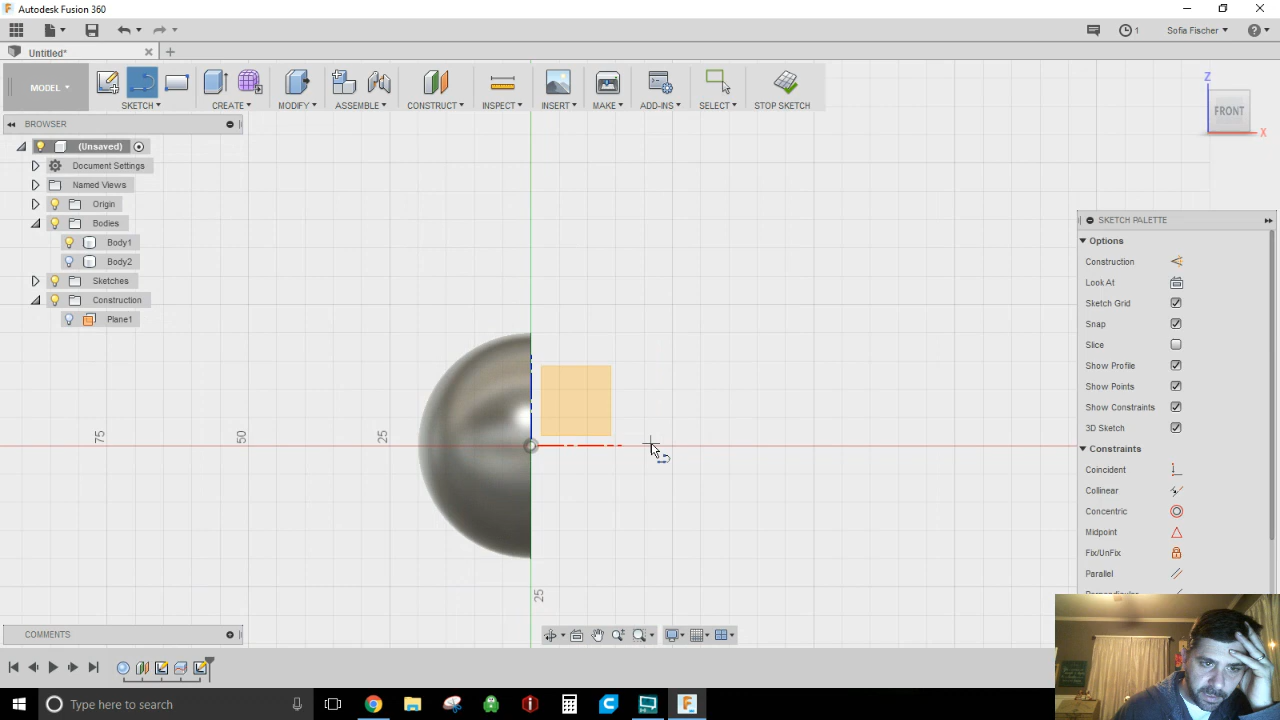 Autodesk Fusion 360
Sofia Fischer
1
Untitled*
MODEL
SKETCH
CREATE
MODIFY
ASSEMBLE
CONSTRUCT
INSPECT
INSERT
MAKE
ADD-INS
SELECT
STOP SKETCH
Z
FRONT
X
BROWSER
(Unsaved)
Document Settings
Named Views
Origin
Bodies
Body1
Body2
Sketches
Construction
Plane1
75
50
25
25
SKETCH PALETTE
Options
Construction
Look At
Sketch Grid
Snap
Slice
Show Profile
Show Points
Show Constraints
3D Sketch
Constraints
Coincident
Collinear
Concentric
Midpoint
Fix/UnFix
Parallel
COMMENTS
Type here to search